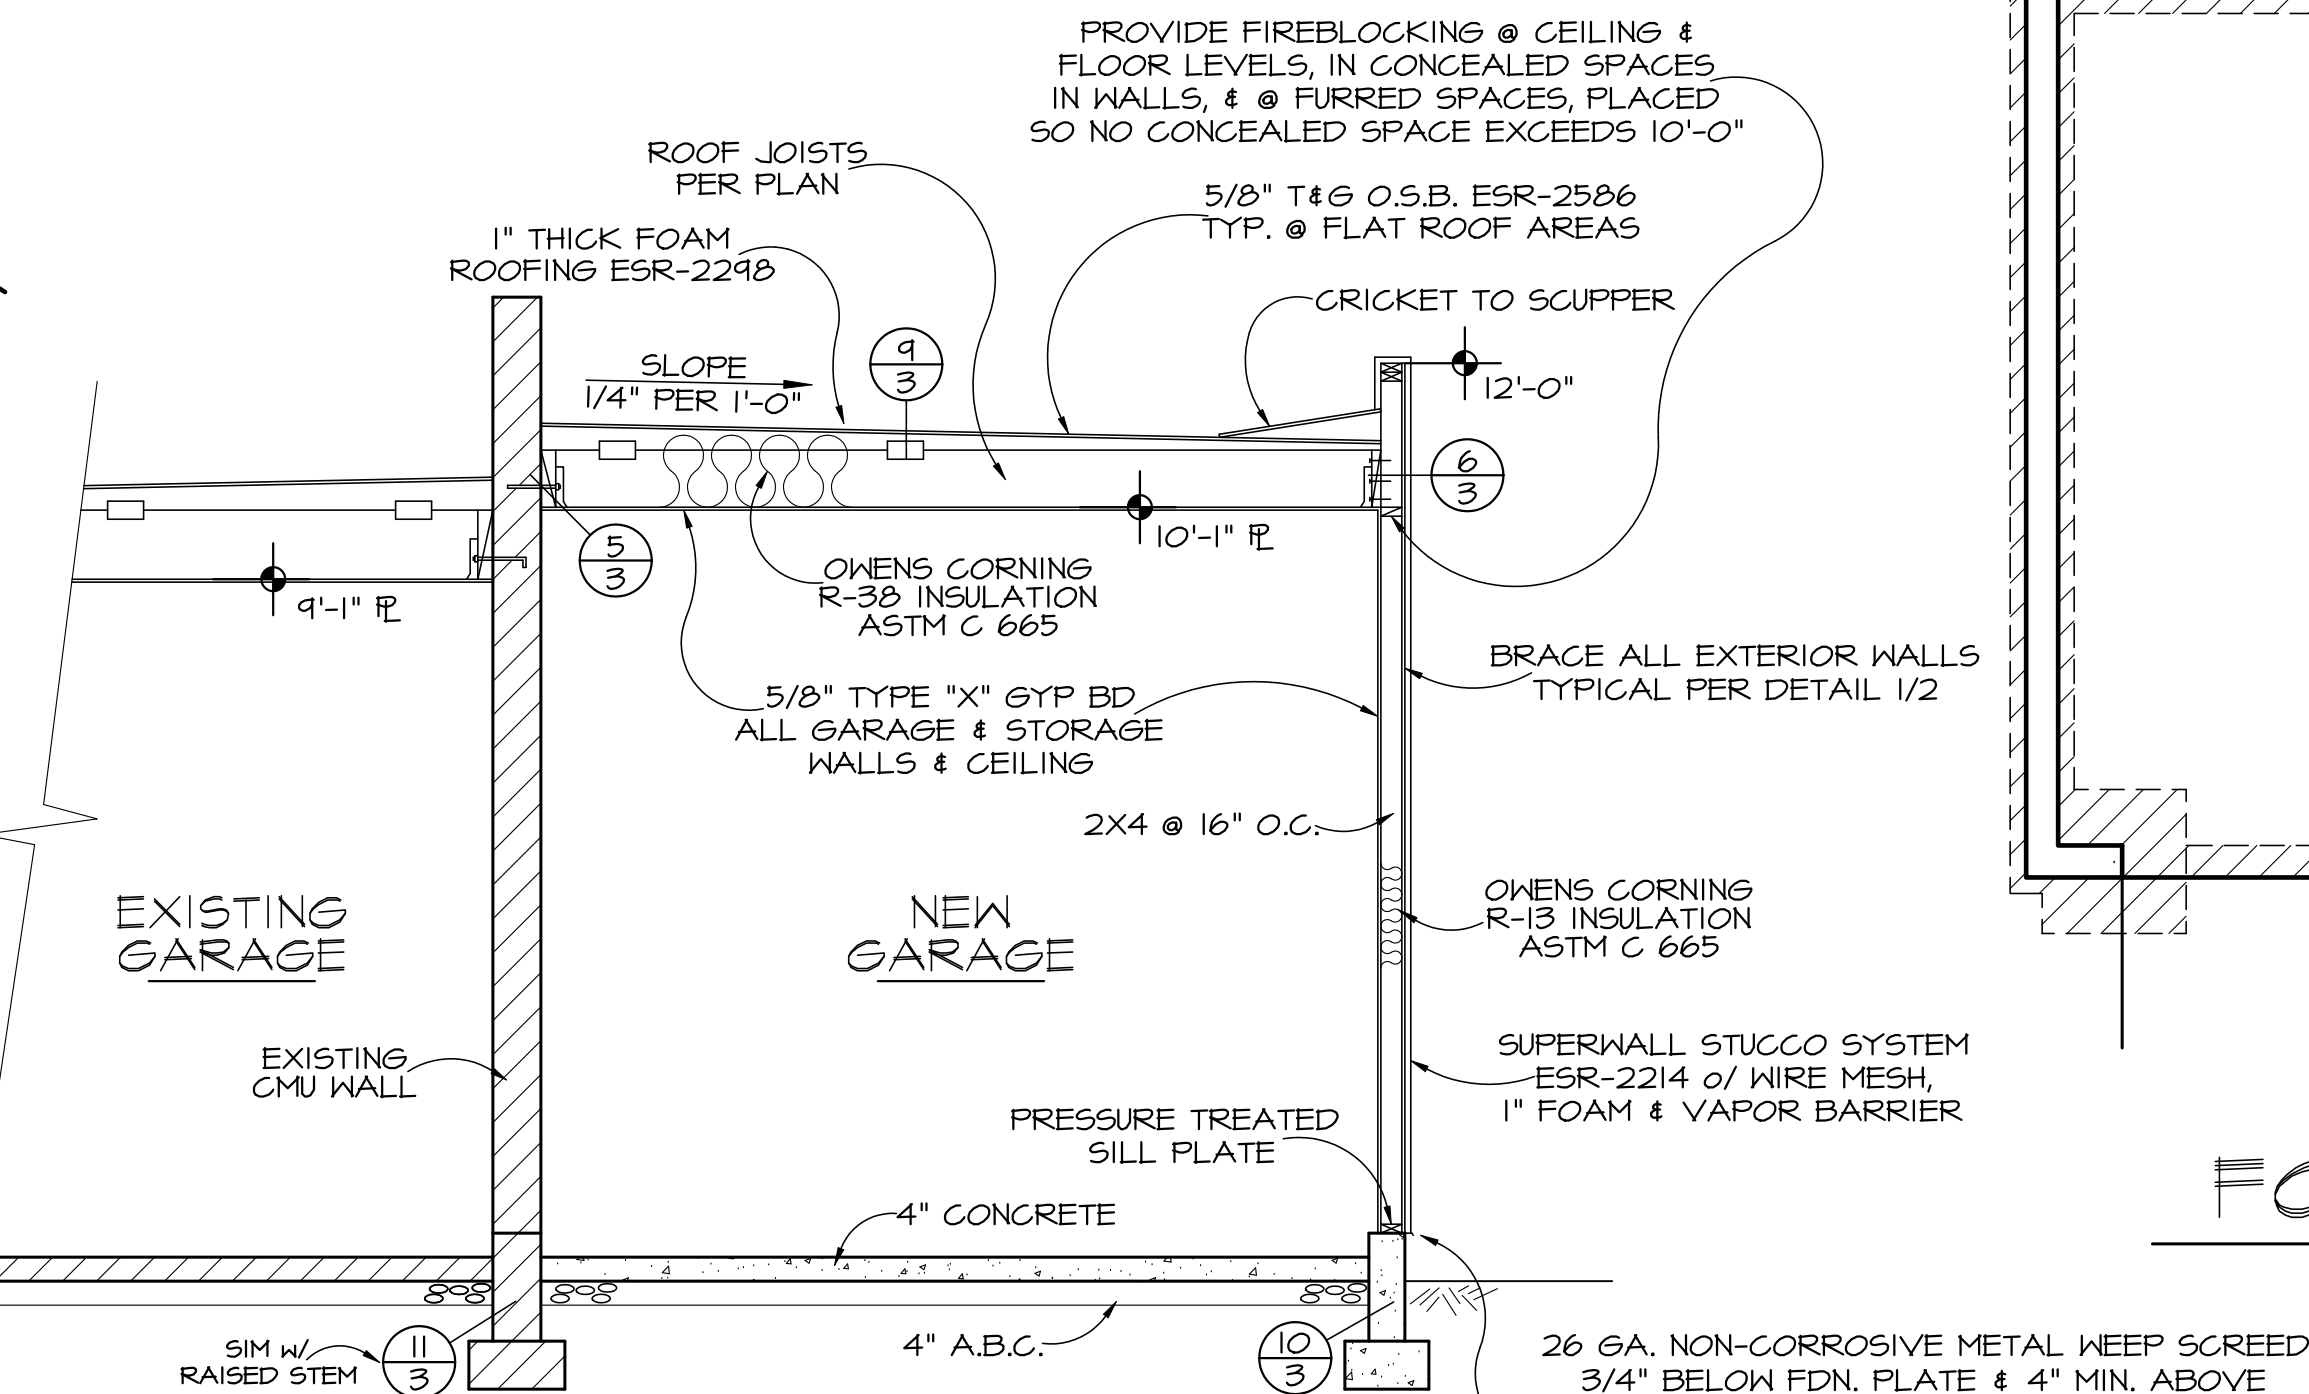 PROVIDE FIREBLOCKING @ CEILING &
FLOOR LEVELS, IN CONCEALED SPACES
IN WALLS, & @ FURRED SPACES, PLACED
SO NO CONCEALED SPACE EXCEEDS 10'-0"
ROOF JOISTS
PER PLAN
5/8" T&G O.S.B. ESR-2586
TYP. @ FLAT ROOF AREAS
1" THICK FOAM
ROOFING ESR-2298
CRICKET TO SCUPPER
SLOPE
1/4" PER 1'-0"
9
3
12'-0"
6
3
10'-1" PL
5
3
9'-1" PL
OWENS CORNING
R-38 INSULATION
ASTM C 665
BRACE ALL EXTERIOR WALLS
TYPICAL PER DETAIL 1/2
5/8" TYPE "X" GYP BD
ALL GARAGE & STORAGE
WALLS & CEILING
2X4 @ 16" O.C.
EXISTING
GARAGE
NEW
GARAGE
OWENS CORNING
R-13 INSULATION
ASTM C 665
EXISTING
CMU WALL
SUPERWALL STUCCO SYSTEM
ESR-2214 o/ WIRE MESH,
1" FOAM & VAPOR BARRIER
PRESSURE TREATED
SILL PLATE
4" CONCRETE
4" A.B.C.
SIM w/
RAISED STEM
11
3
10
3
26 GA. NON-CORROSIVE METAL WEEP SCREED
3/4" BELOW FDN. PLATE & 4" MIN. ABOVE